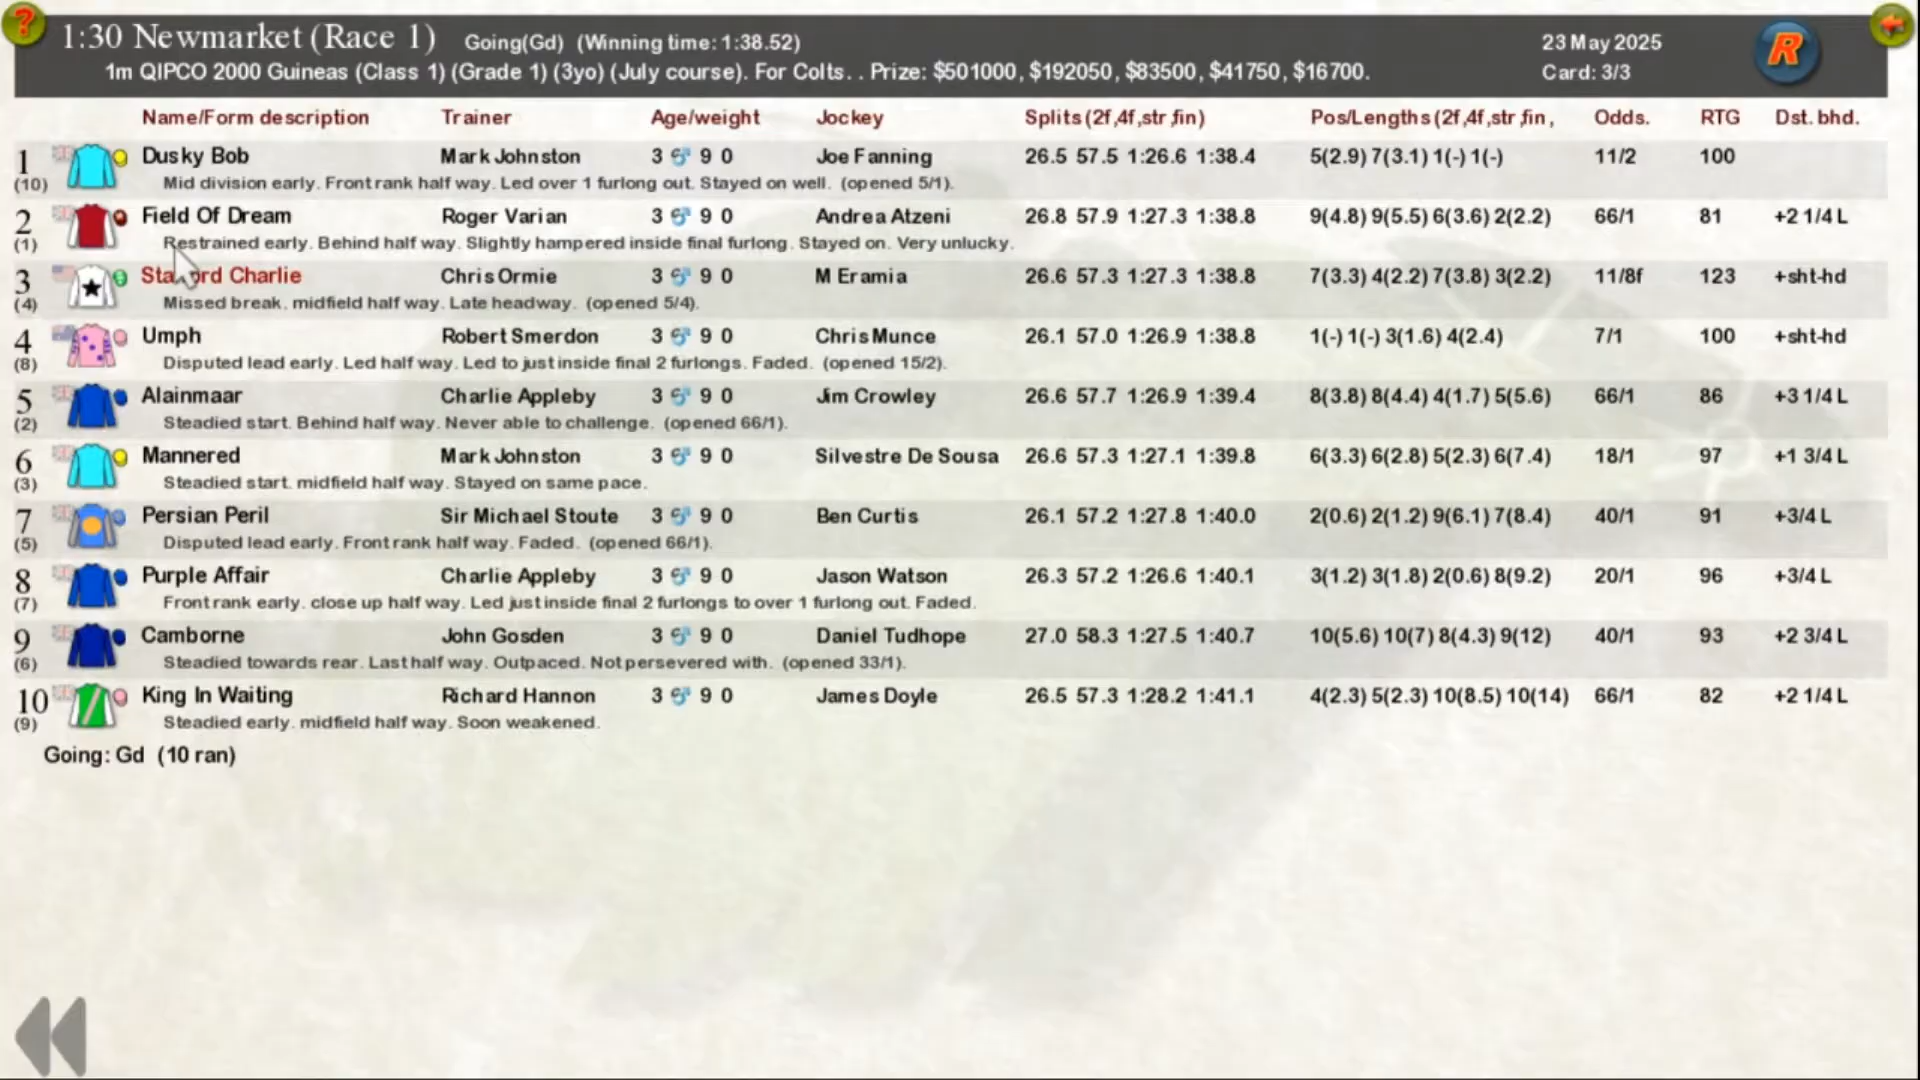 ?
1:30 Newmarket (Race 1) Going(Gd) (Winning time: 1:38.52) 23 May 2025
R
1m QIPCO 2000 Guineas (Class 1) (Grade 1) (3yo) (July course). For Colts. . Prize: $501000, $192050, $83500, $41750, $16700. Card: 3/3
Name/Form description Trainer Age/weight Jockey Splits (2f,4f,str,fin) Pos/Lengths (2f,4f,str,fin, Odds. RTG Dst. bhd.
1 Dusky Bob Mark Johnston 3 9 0 Joe Fanning 26.5 57.5 1:26.6 1:38.4 5(2.9) 7(3.1) 1(-) 1(-) 11/2 100
(10) Mid division early. Front rank half way. Led over 1 furlong out. Stayed on well. (opened 5/1).
2 Field Of Dream Roger Varian 3 9 0 Andrea Atzeni 26.8 57.9 1:27.3 1:38.8 9(4.8) 9(5.5) 6(3.6) 2(2.2) 66/1 81 +2 1/4 L
(1) Restrained early. Behind half way. Slightly hampered inside final furlong. Stayed on. Very unlucky.
3 Charlie Chris Ormie 3 9 0 M Eramia 26.6 57.3 1:27.3 1:38.8 7(3.3) 4(2.2) 7(3.8) 3(2.2) 11/8f 123 +sht-hd
(4) Missed break. midfield half way. Late headway. (opened 5/4).
4 Umph Robert Smerdon 3 9 0 Chris Munce 26.1 57.0 1:26.9 1:38.8 1(-) 1(-) 3(1.6) 4(2.4) 7/1 100 +sht-hd
(8) Disputed lead early. Led half way. Led to just inside final 2 furlongs. Faded. (opened 15/2).
5 Alainmaar Charlie Appleby 3 9 0 Jim Crowley 26.6 57.7 1:26.9 1:39.4 8(3.8) 8(4.4) 4(1.7) 5(5.6) 66/1 86 +3 1/4 L
(2) Steadied start. Behind half way. Never able to challenge. (opened 66/1).
6 Mannered Mark Johnston 3 9 0 Silvestre De Sousa 26.6 57.3 1:27.1 1:39.8 6(3.3) 6(2.8) 5(2.3) 6(7.4) 18/1 97 +1 3/4 L
(3) Steadied start. midfield half way. Stayed on same pace.
7 Persian Peril Sir Michael Stoute 3 9 0 Ben Curtis 26.1 57.2 1:27.8 1:40.0 2(0.6) 2(1.2) 9(6.1) 7(8.4) 40/1 91 +3/4 L
(5) Disputed lead early. Front rank half way. Faded. (opened 66/1).
8 Purple Affair Charlie Appleby 3 9 0 Jason Watson 26.3 57.2 1:26.6 1:40.1 3(1.2) 3(1.8) 2(0.6) 8(9.2) 20/1 96 +3/4 L
(7) Front rank early. close up half way. Led just inside final 2 furlongs to over 1 furlong out. Faded.
9 Camborne John Gosden 3 9 0 Daniel Tudhope 27.0 58.3 1:27.5 1:40.7 10(5.6) 10(7) 8(4.3) 9(12) 40/1 93 +2 3/4 L
(6) Steadied towards rear. Last half way. Outpaced. Not persevered with. (opened 33/1).
10 King In Waiting Richard Hannon 3 9 0 James Doyle 26.5 57.3 1:28.2 1:41.1 4(2.3) 5(2.3) 10(8.5) 10(14) 66/1 82 +2 1/4 L
(9) Steadied early. midfield half way. Soon weakened.
Going: Gd (10 ran)